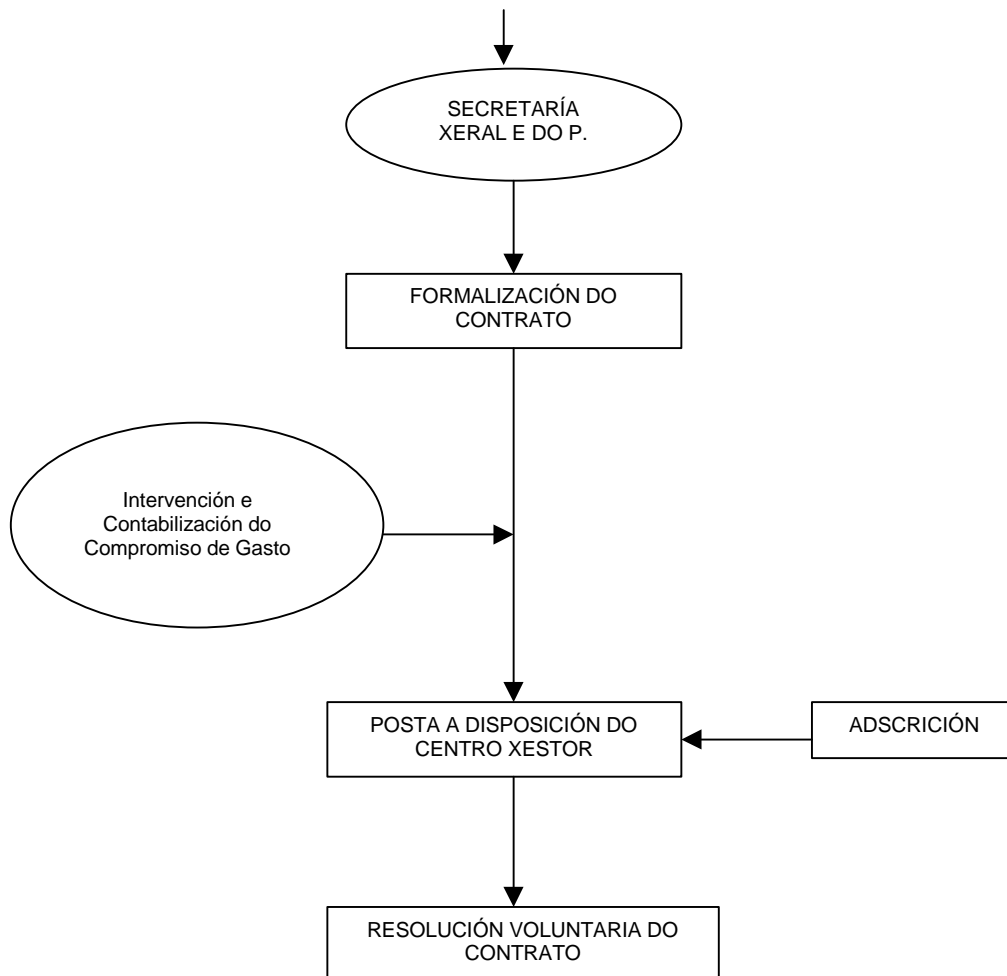 SECRETARÍA
XERAL E DO P.
FORMALIZACIÓN DO
CONTRATO
Intervención e
Contabilización do
Compromiso de Gasto
POSTA A DISPOSICIÓN DO
CENTRO XESTOR
ADSCRICIÓN
RESOLUCIÓN VOLUNTARIA DO
CONTRATO